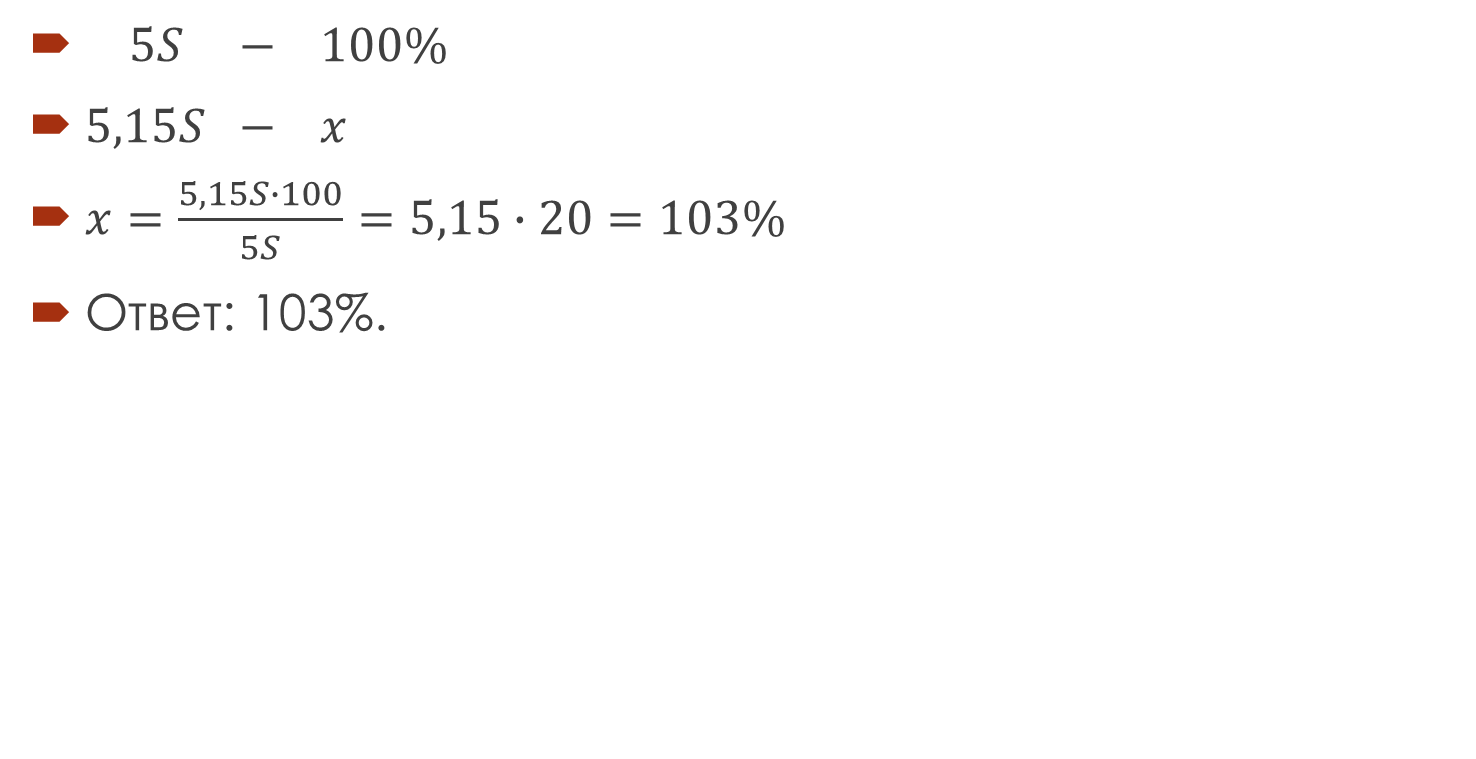 5S − 100%
5,15S − x
x = 5,15S·100/5S = 5,15 · 20 = 103%
Ответ: 103%.